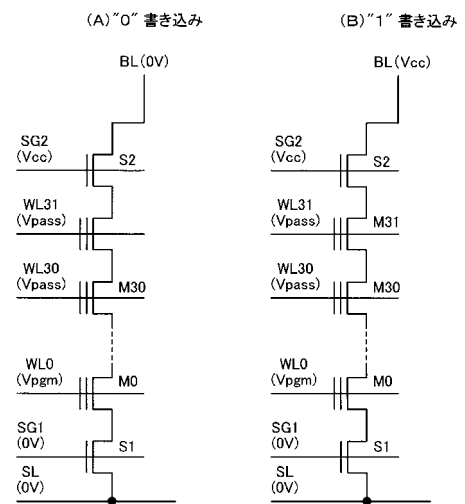 (A)"0" 書き込み
BL(0V)
SG2
(Vcc)
S2
WL31
(Vpass)
WL30
(Vpass)
M30
WL0
(Vpgm)
M0
SG1
(0V)
S1
SL
(0V)
(B)"1" 書き込み
BL(Vcc)
SG2
(Vcc)
S2
WL31
(Vpass)
M31
WL30
(Vpass)
M30
WL0
(Vpgm)
M0
SG1
(0V)
S1
SL
(0V)